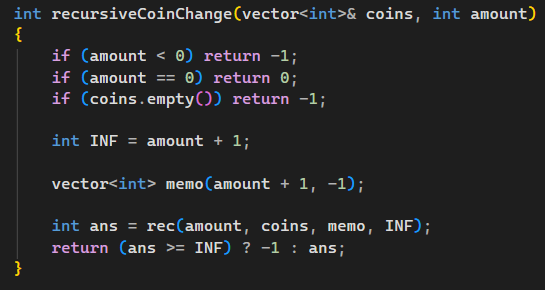 int recursiveCoinChange(vector<int>& coins, int amount)
{
    if (amount < 0) return -1;
    if (amount == 0) return 0;
    if (coins.empty()) return -1;

    int INF = amount + 1;

    vector<int> memo(amount + 1, -1);

    int ans = rec(amount, coins, memo, INF);
    return (ans >= INF) ? -1 : ans;
}